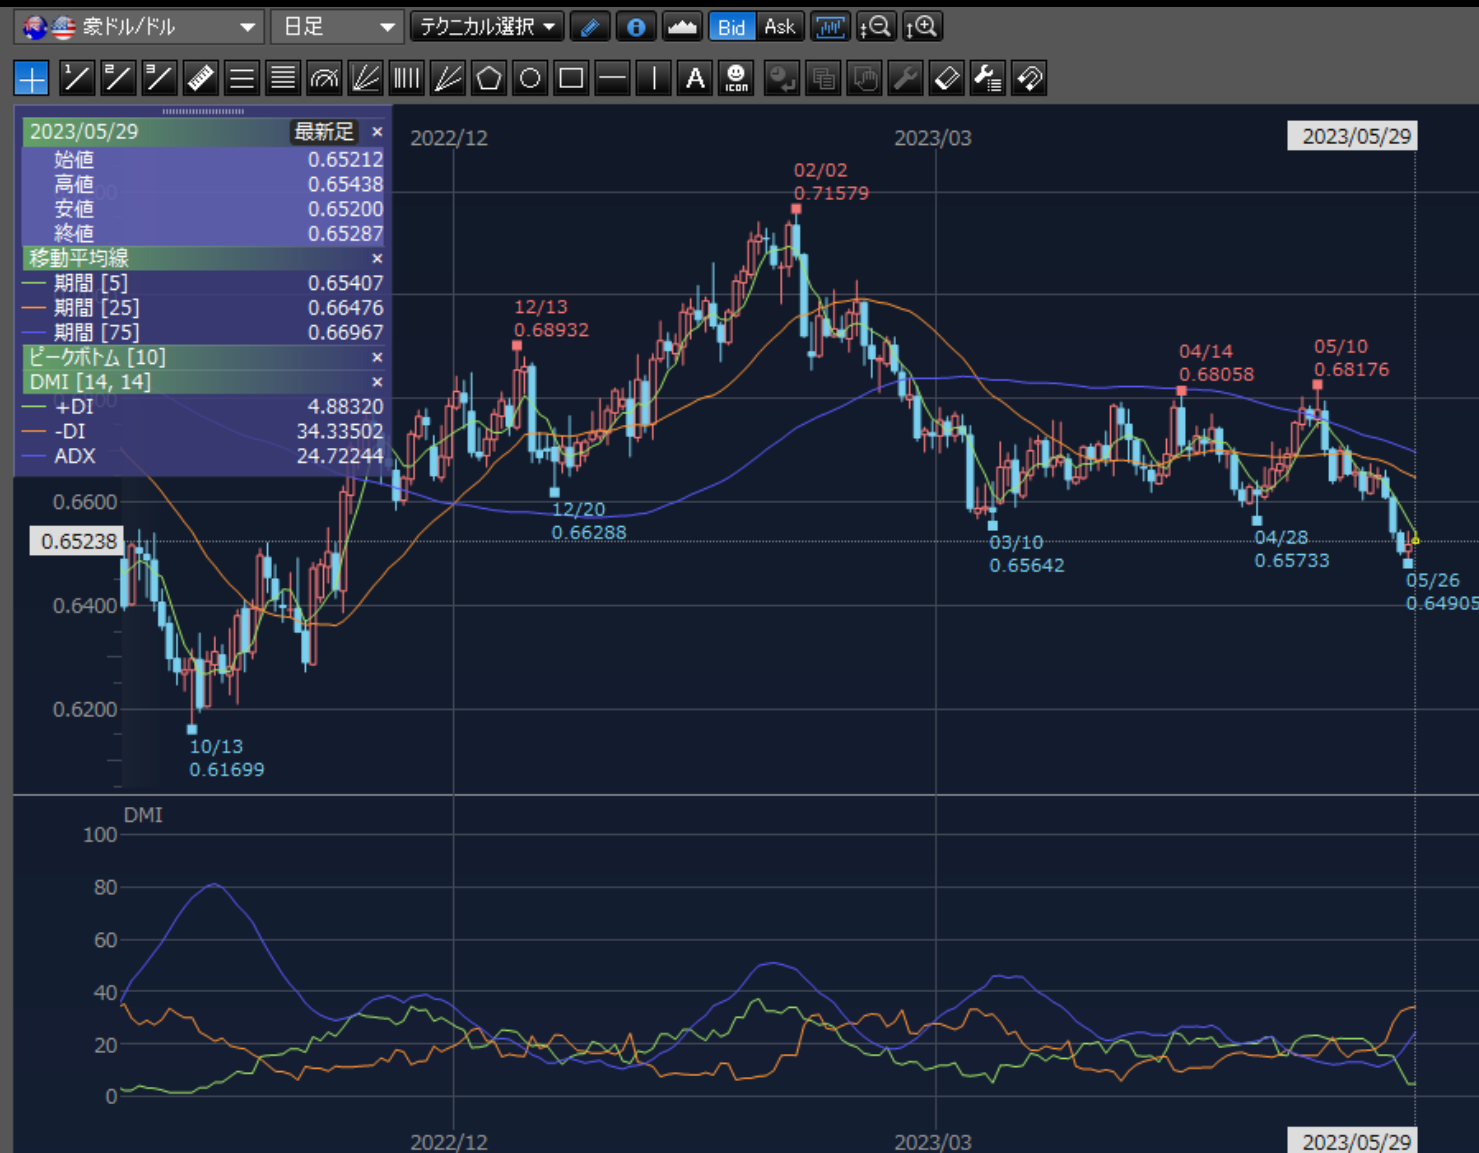 豪ドル/ドル 日足 テクニカル選択 Bid Ask
1 2 3 A icon
2023/05/29 最新足 ×
始値 0.65212
高値 0.65438
安値 0.65200
終値 0.65287
移動平均線 ×
期間 [5] 0.65407
期間 [25] 0.66476
期間 [75] 0.66967
ピークボトム [10] ×
DMI [14, 14] ×
+DI 4.88320
-DI 34.33502
ADX 24.72244
2022/12 2023/03 2023/05/29
02/02
0.71579
12/13
0.68932
04/14
0.68058
05/10
0.68176
0.6600
12/20
0.66288
0.65238
03/10
0.65642
04/28
0.65733
05/26
0.64905
0.6400
0.6200
10/13
0.61699
DMI
100
80
60
40
20
0
2022/12 2023/03 2023/05/29